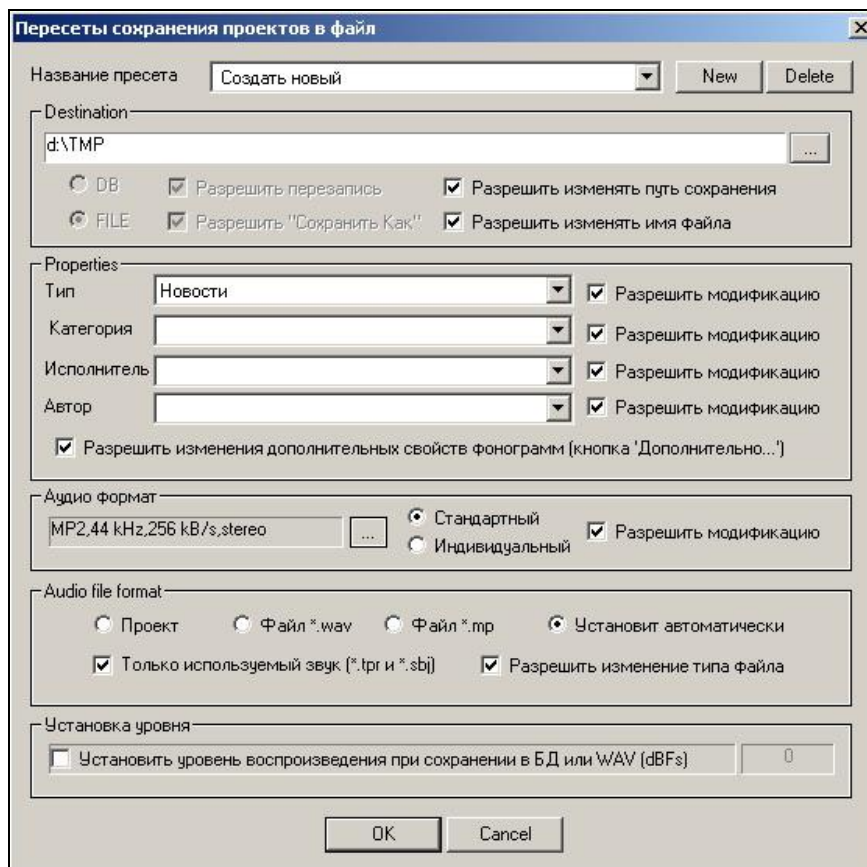 Пересеты сохранения проектов в файл
Название пресета Создать новый New Delete
Destination
d:\TMP ...
DB Разрешить перезапись Разрешить изменять путь сохранения
FILE Разрешить "Сохранить Как" Разрешить изменять имя файла
Properties
Тип Новости Разрешить модификацию
Категория Разрешить модификацию
Исполнитель Разрешить модификацию
Автор Разрешить модификацию
Разрешить изменения дополнительных свойств фонограмм (кнопка 'Дополнительно...')
Аудио формат
MP2,44 kHz,256 kB/s,stereo ... Стандартный Разрешить модификацию
Индивидуальный
Audio file format
Проект Файл *.wav Файл *.mp Установит автоматически
Только используемый звук (*.tpr и *.sbj) Разрешить изменение типа файла
Установка уровня
Установить уровень воспроизведения при сохранении в БД или WAV (dBFs) 0
OK Cancel